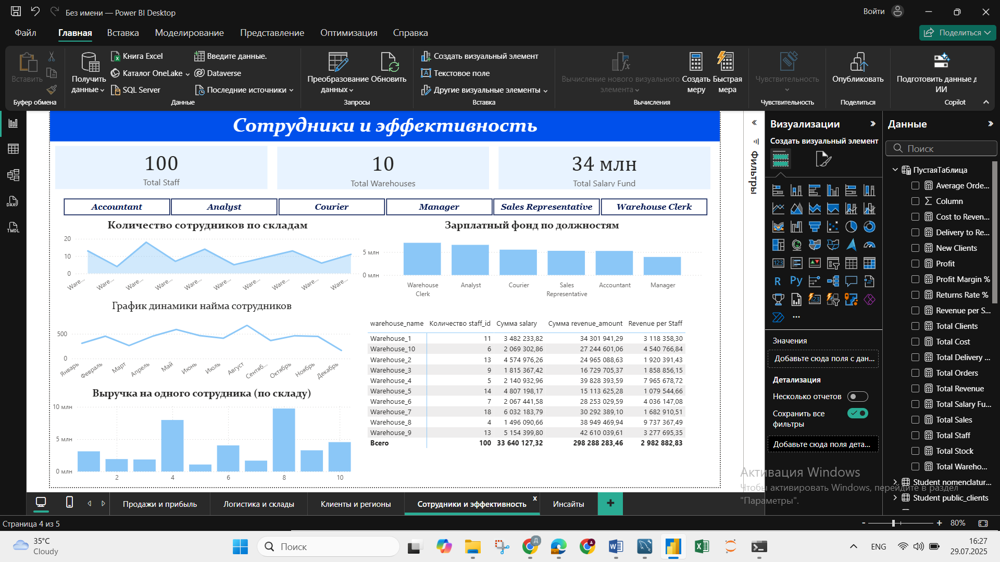 Без имени — Power BI Desktop
Войти
Файл
Главная
Вставка
Моделирование
Представление
Оптимизация
Справка
Поделиться
Вставить
Буфер обмена
Получить данные
Книга Excel
Каталог OneLake
SQL Server
Введите данные.
Dataverse
Последние источники
Данные
Преобразование данных
Обновить
Запросы
Создать визуальный элемент
Текстовое поле
Другие визуальные элементы
Вставка
Вычисление нового визуального элемента
Создать меру
Быстрая мера
Вычисления
Чувствительность
Чувствительность
Опубликовать
Поделиться
Подготовить данные д
ИИ
Copilot
DAX
TMDL
Сотрудники и эффективность
100
Total Staff
10
Total Warehouses
34 млн
Total Salary Fund
Accountant
Analyst
Courier
Manager
Sales Representative
Warehouse Clerk
Количество сотрудников по складам
20
10
0
Ware... Ware... Ware... Ware... Ware... Ware... Ware... Ware... Ware... Ware...
Зарплатный фонд по должностям
5 млн
0 млн
Warehouse Clerk
Analyst
Courier
Sales Representative
Accountant
Manager
График динамики найма сотрудников
500
0
Январь Февраль Март Апрель Май Июнь Июль Август Сентяб... Октябрь Ноябрь Декабрь
Выручка на одного сотрудника (по складу)
10 млн
5 млн
0 млн
2 4 6 8 10
warehouse_name Количество staff_id Сумма salary Сумма revenue_amount Revenue per Staff
Warehouse_1 11 3 482 233,82 34 301 941,29 3 118 358,30
Warehouse_10 6 2 069 302,86 27 244 601,06 4 540 766,84
Warehouse_2 13 4 574 976,26 24 965 088,63 1 920 391,43
Warehouse_3 9 1 815 367,42 16 729 705,37 1 858 856,15
Warehouse_4 5 2 140 932,96 39 828 393,59 7 965 678,72
Warehouse_5 14 4 807 198,17 15 113 625,28 1 079 544,66
Warehouse_6 7 2 067 441,58 28 253 029,59 4 036 147,08
Warehouse_7 18 6 032 183,79 30 292 389,10 1 682 910,51
Warehouse_8 4 1 496 090,66 38 949 469,94 9 737 367,49
Warehouse_9 13 5 154 399,80 42 610 039,61 3 277 695,35
Всего 100 33 640 127,32 298 288 283,46 2 982 882,83
Фильтры
Визуализации
Создать визуальный элемент
123
R
Py
123
Значения
Добавьте сюда поля с дан...
Детализация
Несколько отчетов
Сохранить все фильтры
Добавьте сюда поля дета...
Данные
Поиск
ПустаяТаблица
Average Orde...
Column
Cost to Reven...
Delivery to Re...
New Clients
Profit
Profit Margin %
Returns Rate %
Revenue per S...
Total Clients
Total Cost
Total Delivery ...
Total Orders
Total Revenue
Total Salary Fu...
Total Sales
Total Staff
Total Stock
Total Wareho...
Student nomenclatur...
Student public_clients
Активация Windows
Чтобы активировать Windows, перейдите в раздел
"Параметры".
Продажи и прибыль
Логистика и склады
Клиенты и регионы
Сотрудники и эффективность
x
Инсайты
+
Страница 4 из 5
- + 80%
35°C
Cloudy
Поиск
Д
ENG
16:27
29.07.2025